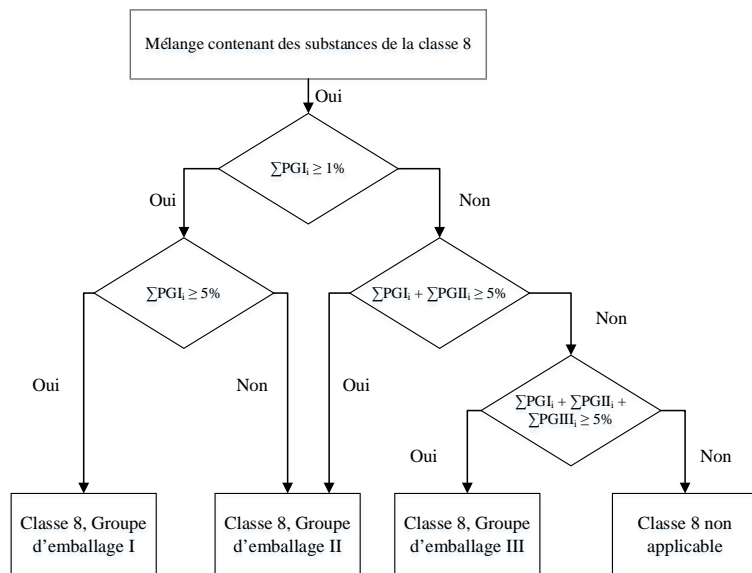 Mélange contenant des substances de la classe 8
Oui
∑PGIᵢ ≥ 1%
Oui
Non
∑PGIᵢ ≥ 5%
∑PGIᵢ + ∑PGIIᵢ ≥ 5%
Non
Oui
Non
Oui
∑PGIᵢ + ∑PGIIᵢ +
∑PGIIIᵢ ≥ 5%
Oui
Non
Classe 8, Groupe
d’emballage I
Classe 8, Groupe
d’emballage II
Classe 8, Groupe
d’emballage III
Classe 8 non
applicable